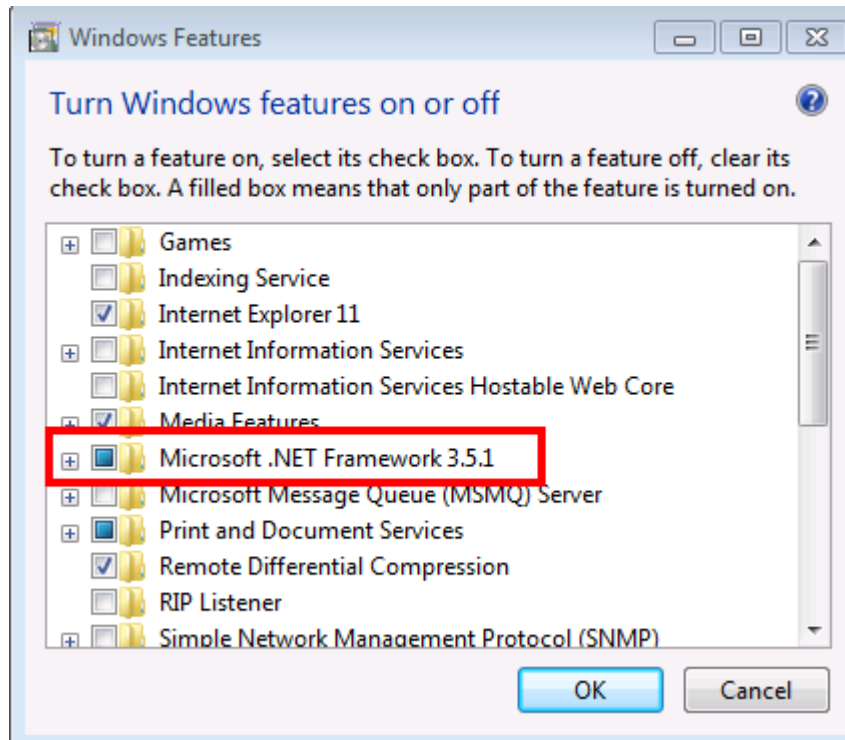 Windows Features
Turn Windows features on or off
To turn a feature on, select its check box. To turn a feature off, clear its
check box. A filled box means that only part of the feature is turned on.
Games
Indexing Service
Internet Explorer 11
Internet Information Services
Internet Information Services Hostable Web Core
Media Features
Microsoft .NET Framework 3.5.1
Microsoft Message Queue (MSMQ) Server
Print and Document Services
Remote Differential Compression
RIP Listener
Simple Network Management Protocol (SNMP)
OK
Cancel